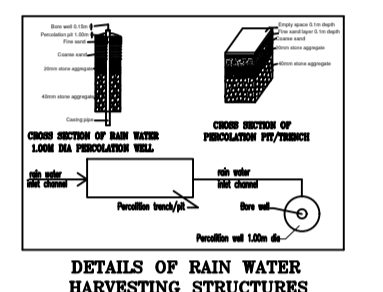 Bore well 0.15m
Percolation pit 1.00m
Fine sand
Coarse sand
20mm stone aggregate
40mm stone aggregate
Casing pipe
CROSS SECTION OF RAIN WATER
1.00M DIA PERCOLATION WELL
Empty space 0.1m depth
Fine sand layer 0.1m depth
Coarse sand
20mm stone aggregate
40mm stone aggregate
CROSS SECTION OF
PERCOLATION PIT/TRENCH
rain water
inlet channel
Percolition trench/pit
rain water
inlet channel
Bore well
Percolition well 1.00m dia
DETAILS OF RAIN WATER
HARVESTING STRUCTURES